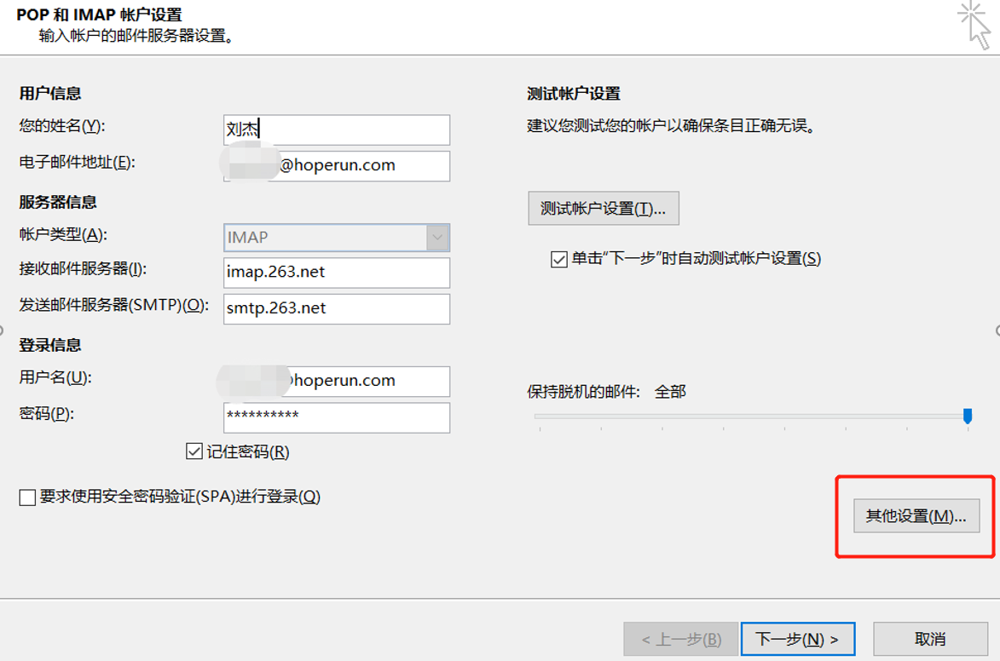 POP 和 IMAP 帐户设置
输入帐户的邮件服务器设置。
用户信息
您的姓名(Y):
刘杰
电子邮件地址(E):
@hoperun.com
服务器信息
帐户类型(A):
IMAP
接收邮件服务器(I):
imap.263.net
发送邮件服务器(SMTP)(O):
smtp.263.net
登录信息
用户名(U):
hoperun.com
密码(P):
**********
记住密码(R)
要求使用安全密码验证(SPA)进行登录(Q)
测试帐户设置
建议您测试您的帐户以确保条目正确无误。
测试帐户设置(T)...
单击“下一步”时自动测试帐户设置(S)
保持脱机的邮件: 全部
其他设置(M)...
< 上一步(B)
下一步(N) >
取消